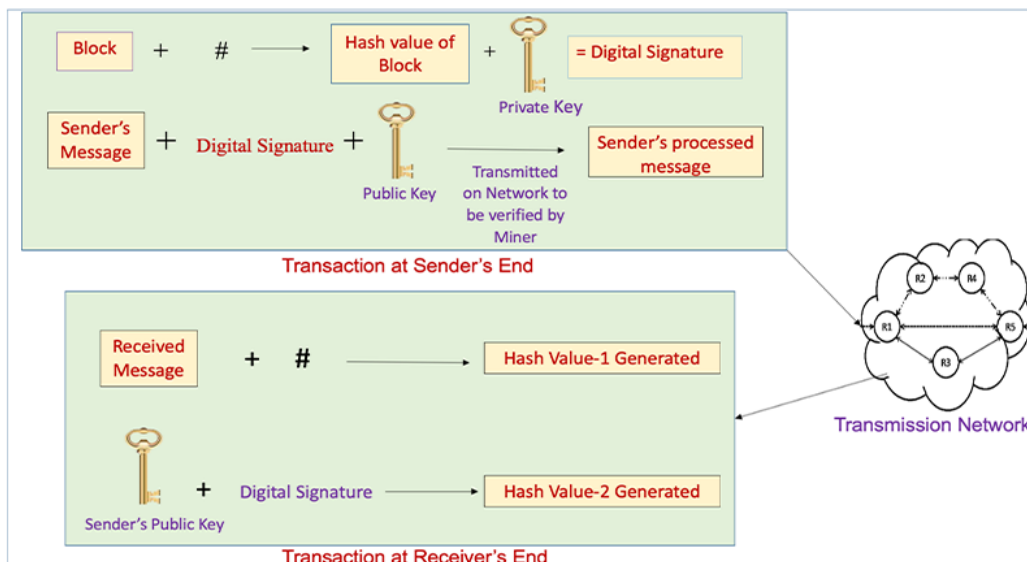 Block
+
#
Hash value of
Block
+
= Digital Signature
Private Key
Sender's
Message
+
Digital Signature
+
Public Key
Transmitted
on Network to
be verified by
Miner
Sender's processed
message
Transaction at Sender's End
R2
R4
R1
R5
R3
Transmission Network
Received
Message
+
#
Hash Value-1 Generated
+
Digital Signature
Hash Value-2 Generated
Sender's Public Key
Transaction at Receiver's End